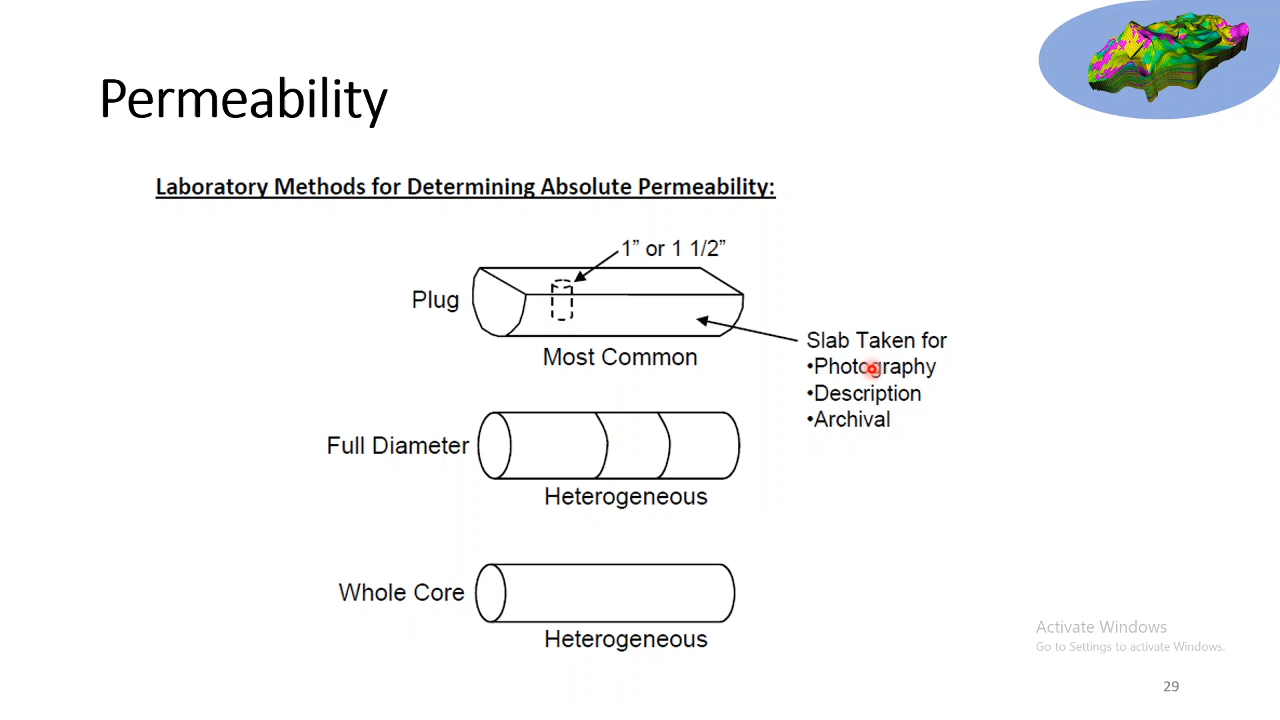 Permeability
Laboratory Methods for Determining Absolute Permeability:
1” or 1 1/2”
Plug
Slab Taken for
Most Common
•Photography
•Description
•Archival
Full Diameter
Heterogeneous
Whole Core
Heterogeneous
Activate Windows
Go to Settings to activate Windows.
29